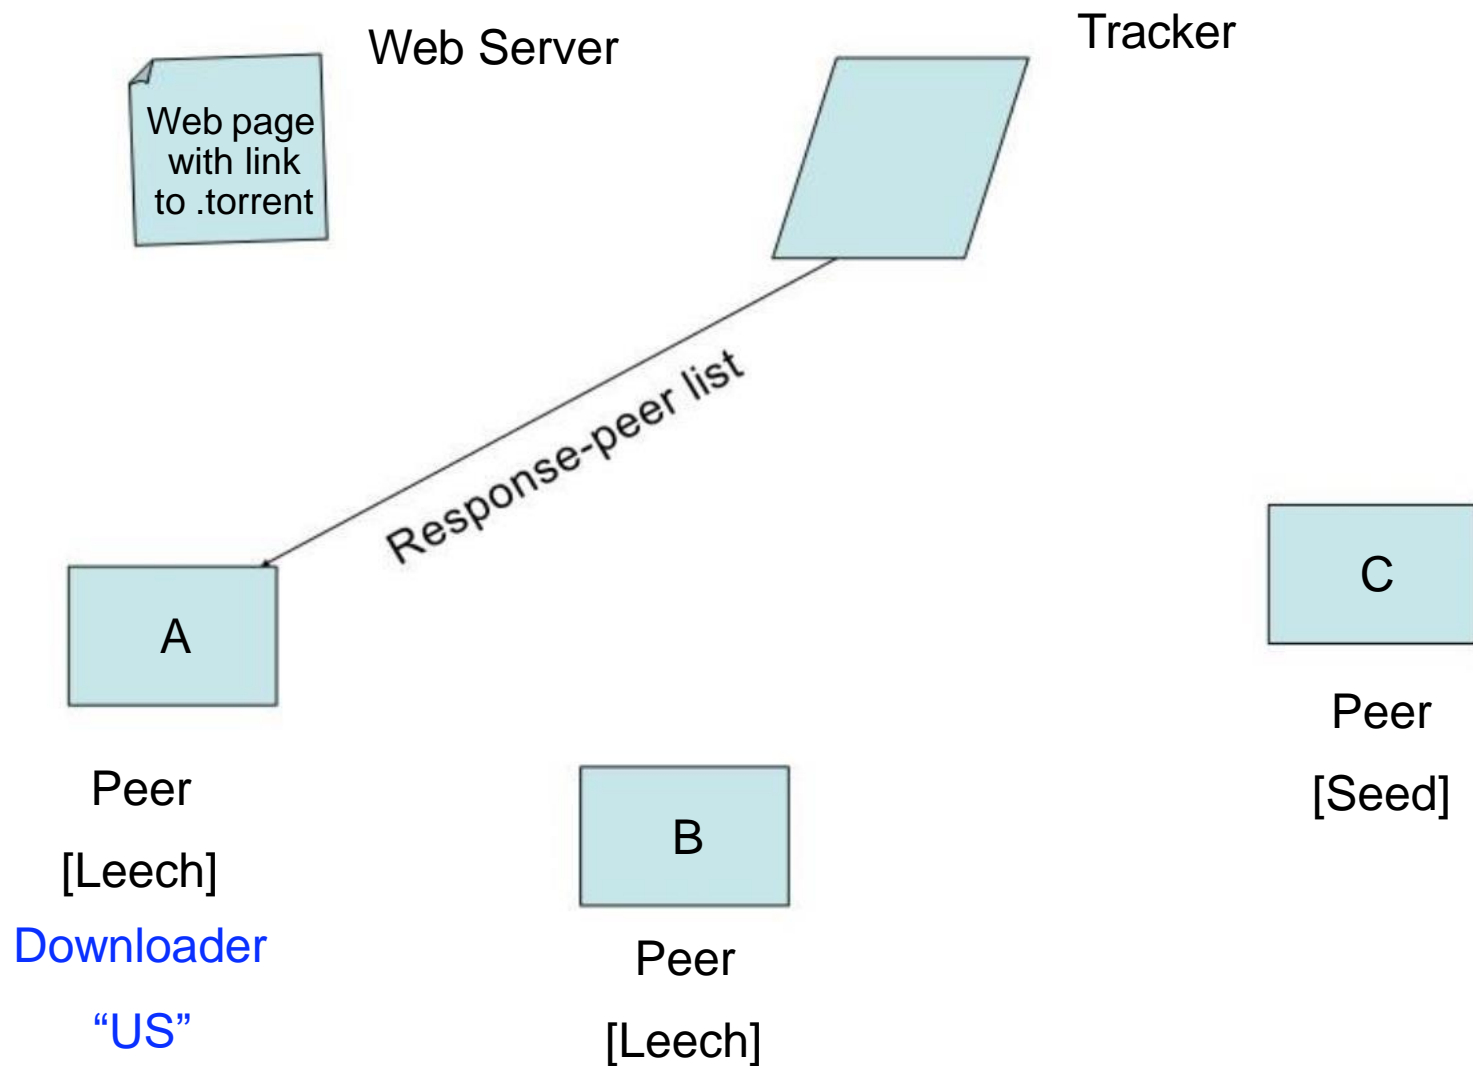 Web Server
Tracker
Web page
with link
to .torrent
Response-peer list
A
C
Peer
[Seed]
Peer
[Leech]
Downloader
“US”
B
Peer
[Leech]